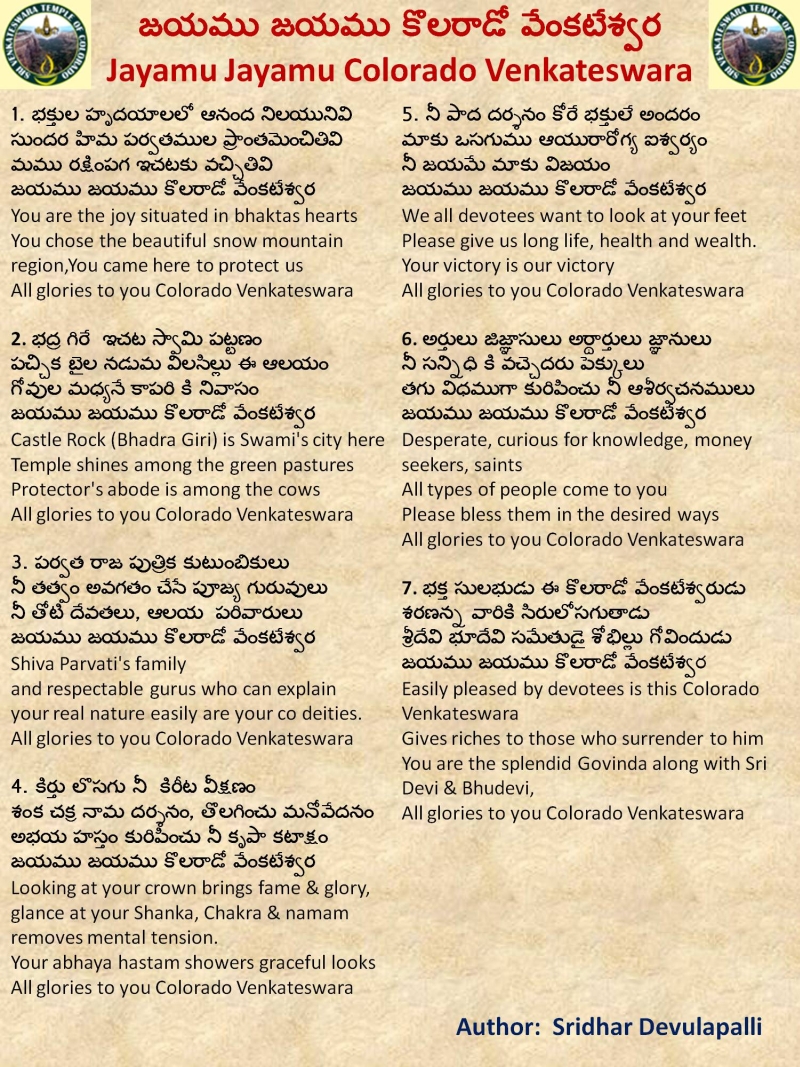 జయము జయము కొలరాడో వేంకటేశ్వర
Jayamu Jayamu Colorado Venkateswara
SRI VENKATESWARA TEMPLE OF COLORADO
SRI VENKATESWARA TEMPLE OF COLORADO
1. భక్తుల హృదయాలలో ఆనంద నిలయునివి
సుందర హిమ పర్వతముల ప్రాంతమెంచితివి
మము రక్షింపగ ఇచటకు వచ్చితివి
జయము జయము కొలరాడో వేంకటేశ్వర
You are the joy situated in bhaktas hearts
You chose the beautiful snow mountain
region,You came here to protect us
All glories to you Colorado Venkateswara
2. భద్ర గిరే ఇచట స్వామి పట్టణం
పచ్చిక బైల నడుమ విలసిల్లు ఈ ఆలయం
గోవుల మధ్యనే కాపరి కి నివాసం
జయము జయము కొలరాడో వేంకటేశ్వర
Castle Rock (Bhadra Giri) is Swami's city here
Temple shines among the green pastures
Protector's abode is among the cows
All glories to you Colorado Venkateswara
3. పర్వత రాజ పుత్రిక కుటుంబికులు
నీ తత్వం అవగతం చేసే పూజ్య గురువులు
నీ తోటి దేవతలు, ఆలయ పరివారులు
జయము జయము కొలరాడో వేంకటేశ్వర
Shiva Parvati's family
and respectable gurus who can explain
your real nature easily are your co deities.
All glories to you Colorado Venkateswara
4. కిర్తు లొసగు నీ కిరీట వీక్షణం
శంక చక్ర నామ దర్శనం, తొలగించు మనోవేదనం
అభయ హస్తం కురిపించు నీ కృపా కటాక్షం
జయము జయము కొలరాడో వేంకటేశ్వర
Looking at your crown brings fame & glory,
glance at your Shanka, Chakra & namam
removes mental tension.
Your abhaya hastam showers graceful looks
All glories to you Colorado Venkateswara
5. నీ పాద దర్శనం కోరే భక్తులే అందరం
మాకు ఒసగుము ఆయురారోగ్య ఐశ్వర్యం
నీ జయమే మాకు విజయం
జయము జయము కొలరాడో వేంకటేశ్వర
We all devotees want to look at your feet
Please give us long life, health and wealth.
Your victory is our victory
All glories to you Colorado Venkateswara
6. అర్తులు జిజ్ఞాసులు అర్దార్తులు జ్ఞానులు
నీ సన్నిధి కి వచ్చెదరు పెక్కులు
తగు విధముగా కురిపించు నీ ఆశీర్వచనములు
జయము జయము కొలరాడో వేంకటేశ్వర
Desperate, curious for knowledge, money
seekers, saints
All types of people come to you
Please bless them in the desired ways
All glories to you Colorado Venkateswara
7. భక్త సులభుడు ఈ కొలరాడో వేంకటేశ్వరుడు
శరణన్న వారికి సిరులోసగుతాడు
శ్రీదేవి భూదేవి సమేతుడై శోభిల్లు గోవిందుడు
జయము జయము కొలరాడో వేంకటేశ్వర
Easily pleased by devotees is this Colorado
Venkateswara
Gives riches to those who surrender to him
You are the splendid Govinda along with Sri
Devi & Bhudevi,
All glories to you Colorado Venkateswara
Author: Sridhar Devulapalli